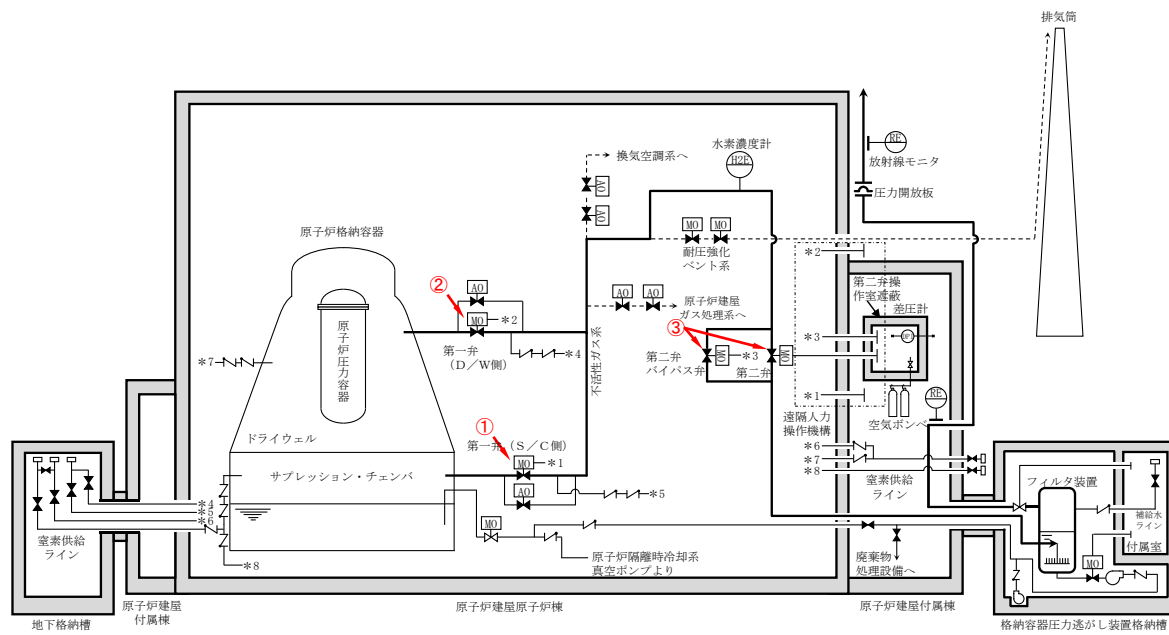 排気筒
水素濃度計
H2E
RE
放射線モニタ
換気空調系へ
AO
AO
圧力開放板
原子炉格納容器
MO
MO
耐圧強化
ベント系
*2
②
AO
MO
*2
第一弁
(D/W側)
*4
AO
AO
原子炉建屋
ガス処理系へ
不活性ガス系
第二弁操
作室遮蔽
差圧計
③
*3
DPI
MO
*3
MO
第二弁
バイパス弁
第二弁
原子炉圧力容器
*7
*1
RE
遠隔人力
操作機構
空気ボンベ
ドライウェル
①
第一弁(S/C側)
MO
*1
AO
*5
サプレッション・チェンバ
*6
*7
*8
窒素供給
ライン
フィルタ装置
補給水
ライン
付属室
*4
*5
*6
窒素供給
ライン
*8
MO
原子炉隔離時冷却系
真空ポンプより
廃棄物
処理設備へ
MO
原子炉建屋
付属棟
原子炉建屋原子炉棟
原子炉建屋付属棟
地下格納槽
格納容器圧力逃がし装置格納槽